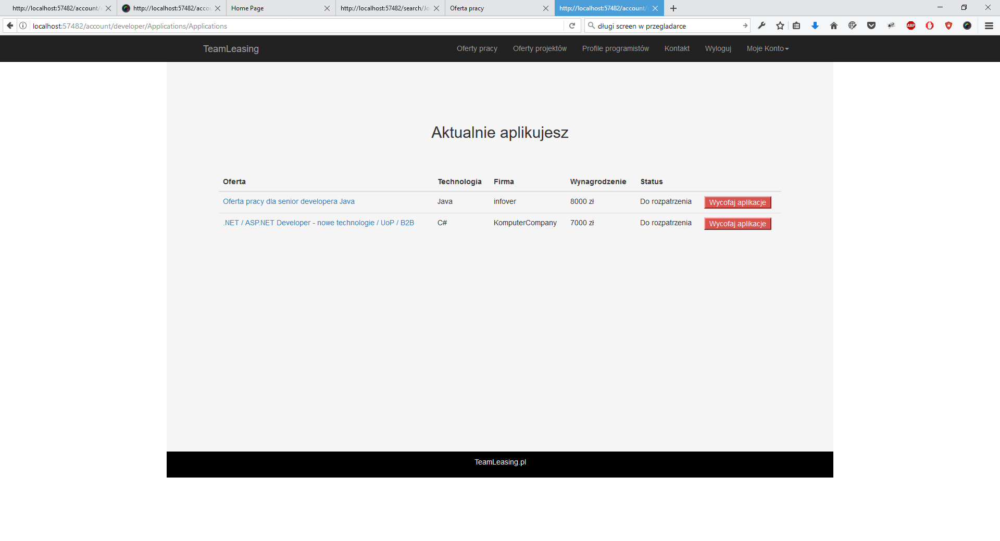 http://localhost:57482/account/ http://localhost:57482/acco Home Page http://localhost:57482/search/Jo Oferta pracy http://localhost:57482/account/
localhost:57482/account/developer/Applications/Applications długi screen w przegladarce ABP
TeamLeasing Oferty pracy Oferty projektów Profile programistów Kontakt Wyloguj Moje Konto
Aktualnie aplikujesz
Oferta Technologia Firma Wynagrodzenie Status
Oferta pracy dla senior developera Java Java infover 8000 zł Do rozpatrzenia Wycofaj aplikacje
.NET / ASP.NET Developer - nowe technologie / UoP / B2B C# KomputerCompany 7000 zł Do rozpatrzenia Wycofaj aplikacje
TeamLeasing.pl